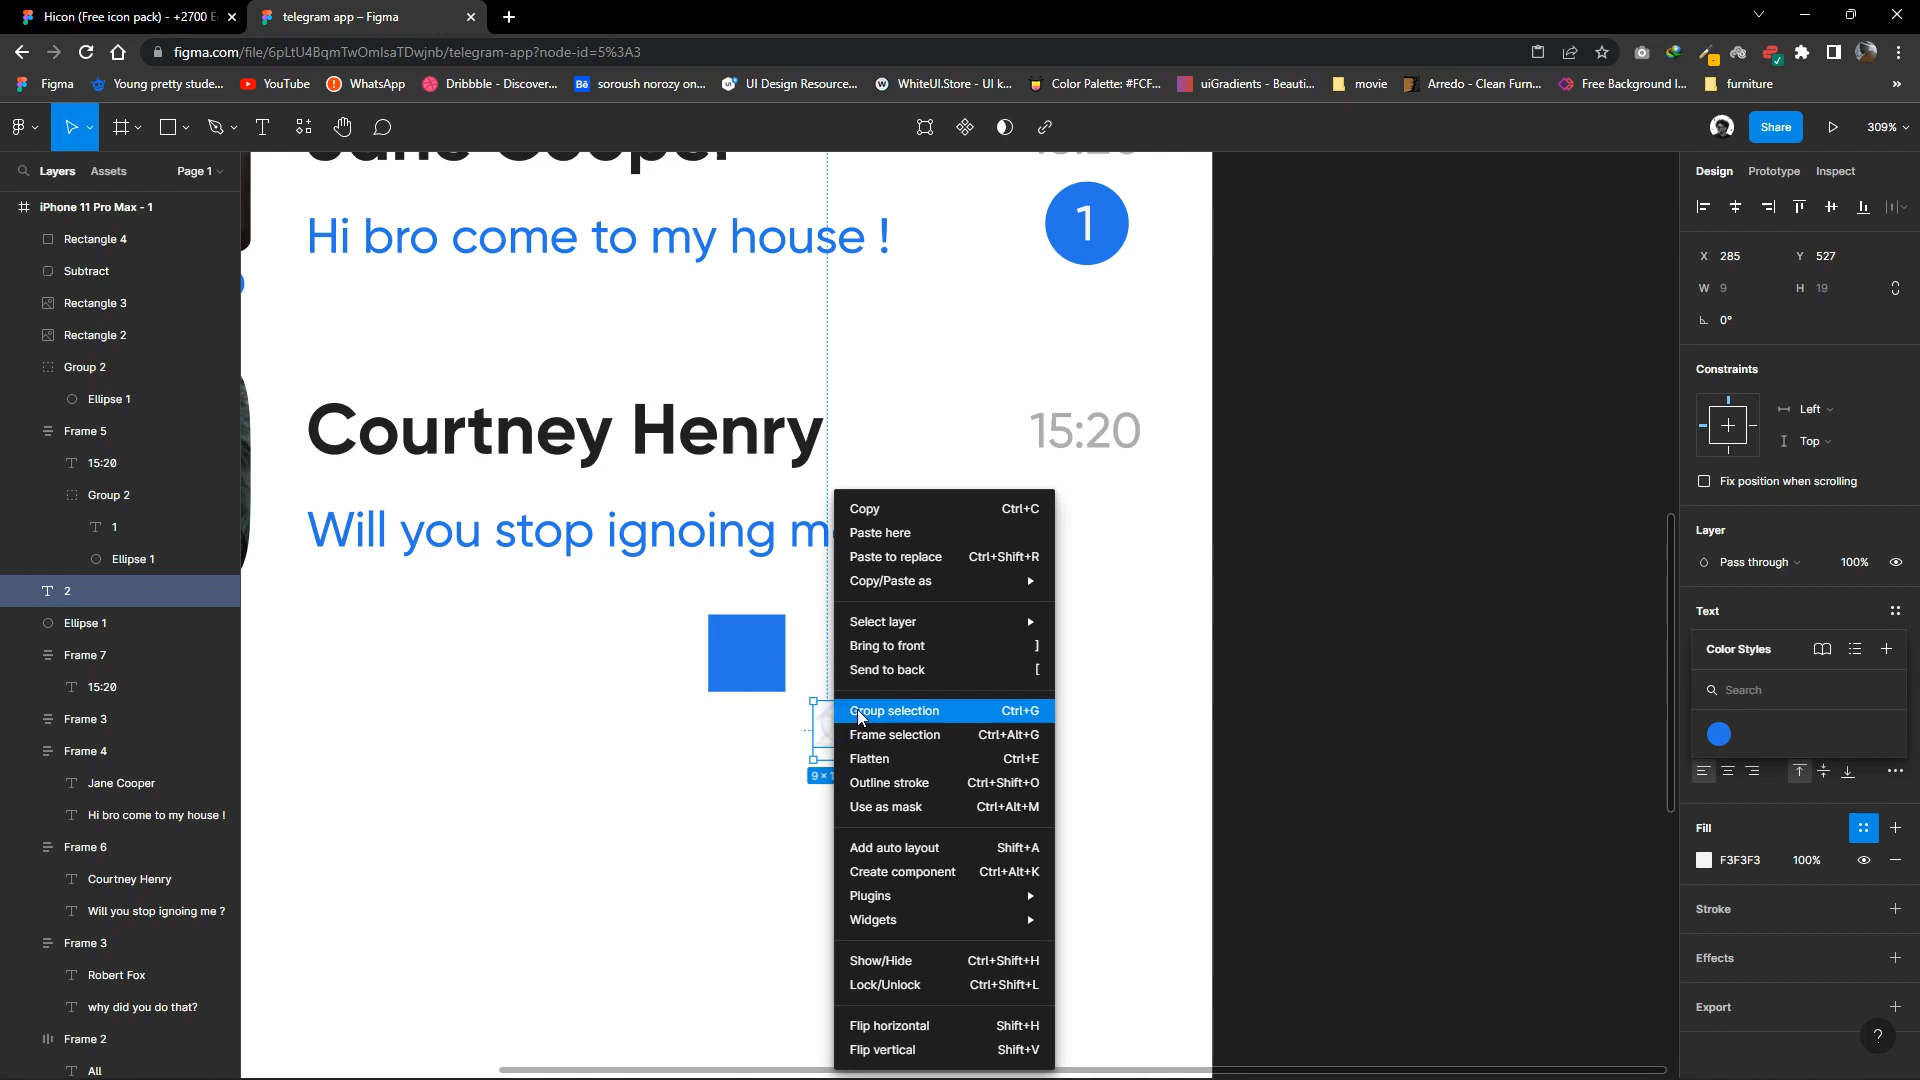 Hicon (Free icon pack) - +2700 E
telegram app – Figma
figma.com/file/6pLtU4BqmTwOmIsaTDwjnb/telegram-app?node-id=5%3A3
Figma
Young pretty stude...
YouTube
WhatsApp
Dribbble - Discover...
soroush norozy on...
UI Design Resource...
WhiteUI.Store - UI k...
Color Palette: #FCF...
uiGradients - Beauti...
movie
Arredo - Clean Furn...
Free Background I...
furniture
Share
309%
Layers
Assets
Page 1
iPhone 11 Pro Max - 1
Rectangle 4
Subtract
Rectangle 3
Rectangle 2
Group 2
Ellipse 1
Frame 5
15:20
Group 2
1
Ellipse 1
2
Ellipse 1
Frame 7
15:20
Frame 3
Frame 4
Jane Cooper
Hi bro come to my house !
Frame 6
Courtney Henry
Will you stop ignoing me ?
Frame 3
Robert Fox
why did you do that?
Frame 2
All
Jane Cooper
15:20
Hi bro come to my house !
1
Courtney Henry
15:20
Will you stop ignoing m
9 × 1
Copy Ctrl+C
Paste here
Paste to replace Ctrl+Shift+R
Copy/Paste as
Select layer
Bring to front ]
Send to back [
Group selection Ctrl+G
Frame selection Ctrl+Alt+G
Flatten Ctrl+E
Outline stroke Ctrl+Shift+O
Use as mask Ctrl+Alt+M
Add auto layout Shift+A
Create component Ctrl+Alt+K
Plugins
Widgets
Show/Hide Ctrl+Shift+H
Lock/Unlock Ctrl+Shift+L
Flip horizontal Shift+H
Flip vertical Shift+V
Design
Prototype
Inspect
X 285 Y 527
W 9 H 19
0°
Constraints
Left
Top
Fix position when scrolling
Layer
Pass through 100%
Text
Color Styles
Search
Fill
F3F3F3 100%
Stroke
Effects
Export
?